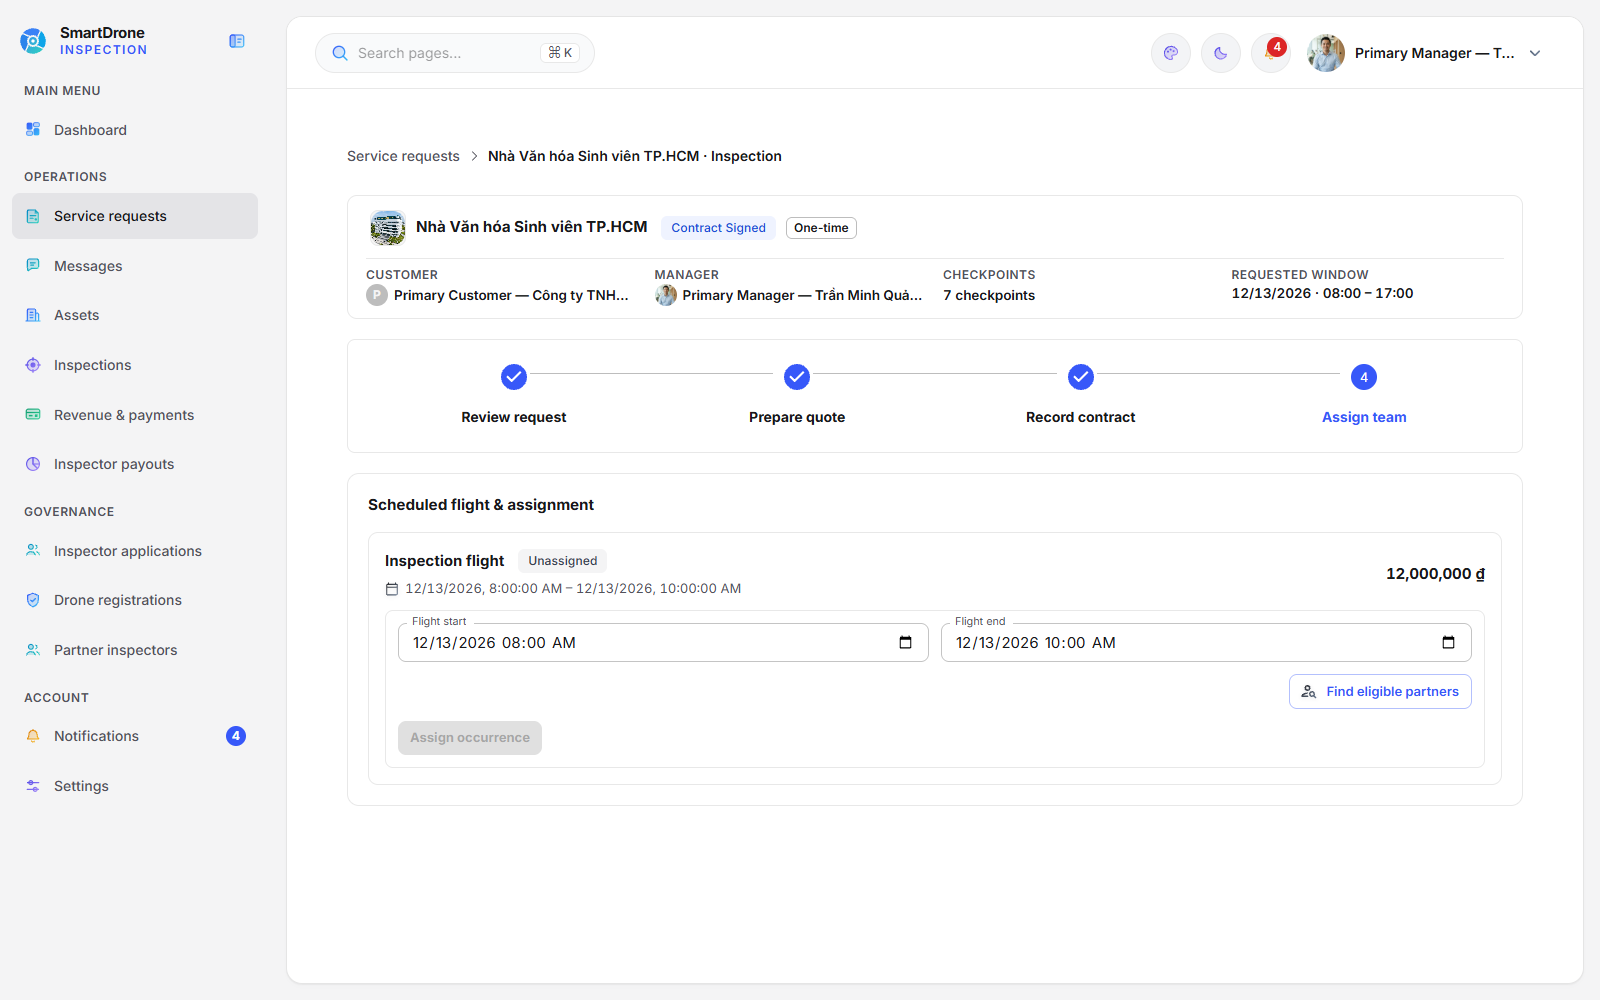 SmartDrone
INSPECTION
MAIN MENU
Dashboard
OPERATIONS
Service requests
Messages
Assets
Inspections
Revenue & payments
Inspector payouts
GOVERNANCE
Inspector applications
Drone registrations
Partner inspectors
ACCOUNT
Notifications 4
Settings
Search pages... ⌘ K
4
Primary Manager — T...
Service requests > Nhà Văn hóa Sinh viên TP.HCM · Inspection
Nhà Văn hóa Sinh viên TP.HCM Contract Signed One-time
CUSTOMER MANAGER CHECKPOINTS REQUESTED WINDOW
P Primary Customer — Công ty TNH... Primary Manager — Trần Minh Quả... 7 checkpoints 12/13/2026 · 08:00 – 17:00
4
Review request Prepare quote Record contract Assign team
Scheduled flight & assignment
Inspection flight Unassigned
12,000,000 ₫
12/13/2026, 8:00:00 AM – 12/13/2026, 10:00:00 AM
Flight start Flight end
12/13/2026 08:00 AM 12/13/2026 10:00 AM
Find eligible partners
Assign occurrence